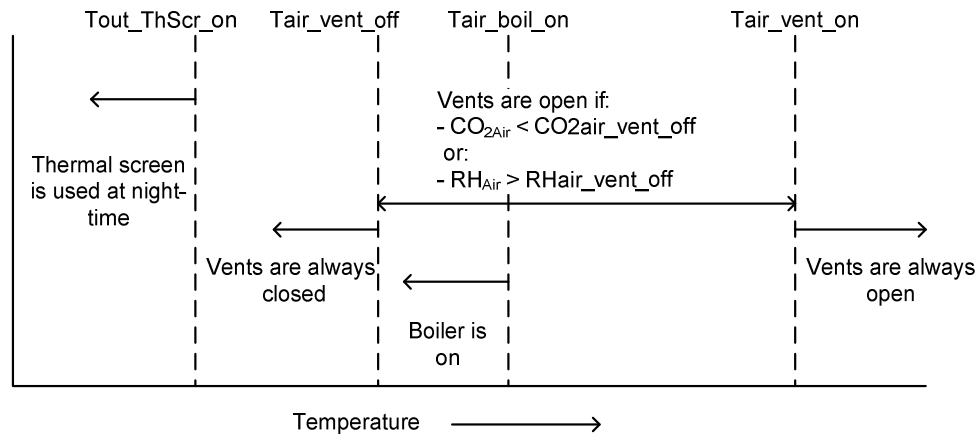 Tout_ThScr_on
Tair_vent_off
Tair_boil_on
Tair_vent_on
Vents are open if:
- CO₂Air < CO2air_vent_off
or:
- RHAir > RHair_vent_off
Thermal screen
is used at night-
time
Vents are always
closed
Boiler is
on
Vents are always
open
Temperature